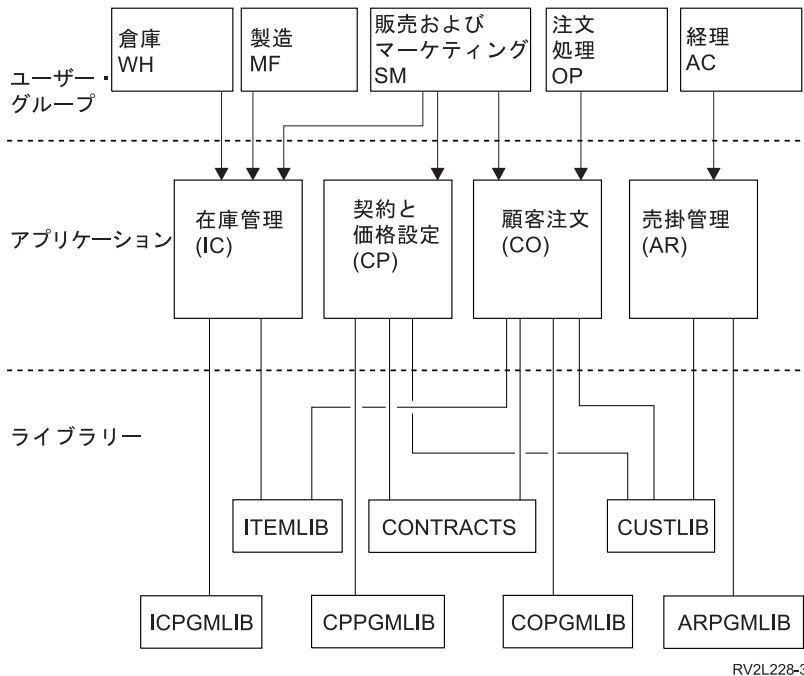 倉庫
WH
製造
MF
販売および
マーケティング
SM
注文
処理
OP
経理
AC
ユーザー・
グループ
アプリケーション
在庫管理
(IC)
契約と
価格設定
(CP)
顧客注文
(CO)
売掛管理
(AR)
ライブラリー
ITEMLIB
CONTRACTS
CUSTLIB
ICPGMLIB
CPPGMLIB
COPGMLIB
ARPGMLIB
RV2L228-3